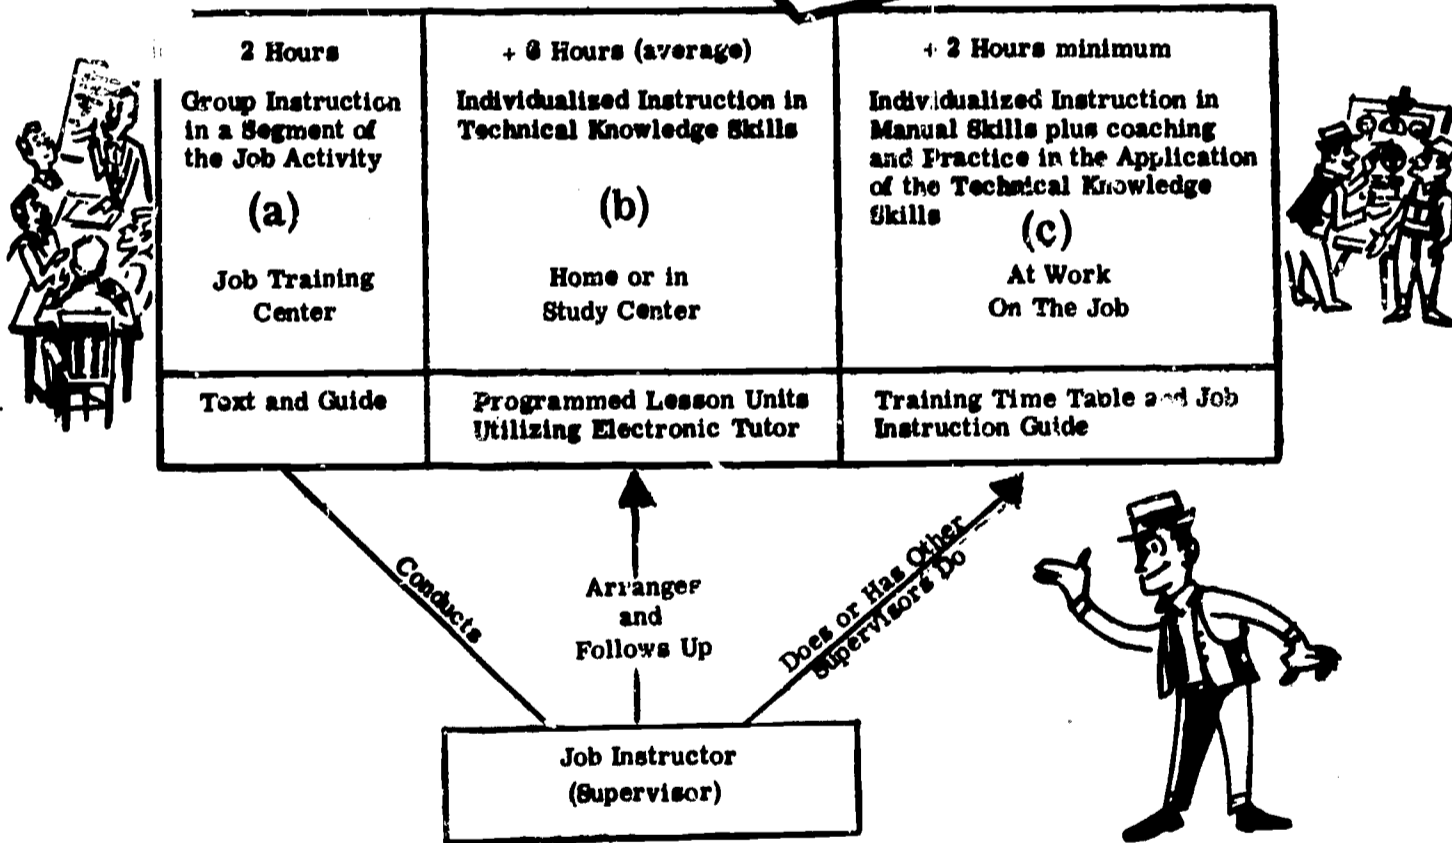 2 Hours
Group Instruction
in a Segment of
the Job Activity
(a)
Job Training
Center
Text and Guide
+ Hours (average)
Individualized Instruction in
Technical Knowledge Skills
(b)
Home or in
Study Center
Programmed Lesson Units
Utilizing Electronic Tutor
+ 2 Hours minimum
Individualized Instruction in
Manual Skills plus coaching
and Practice in the Application
of the Technical Knowledge
Skills
(c)
At Work
On The Job
Training Time Table and Job
Instruction Guide
Conducts
Arranges
and
Follows Up
Does or Has Other
Supervisors Do
Job Instructor
(Supervisor)